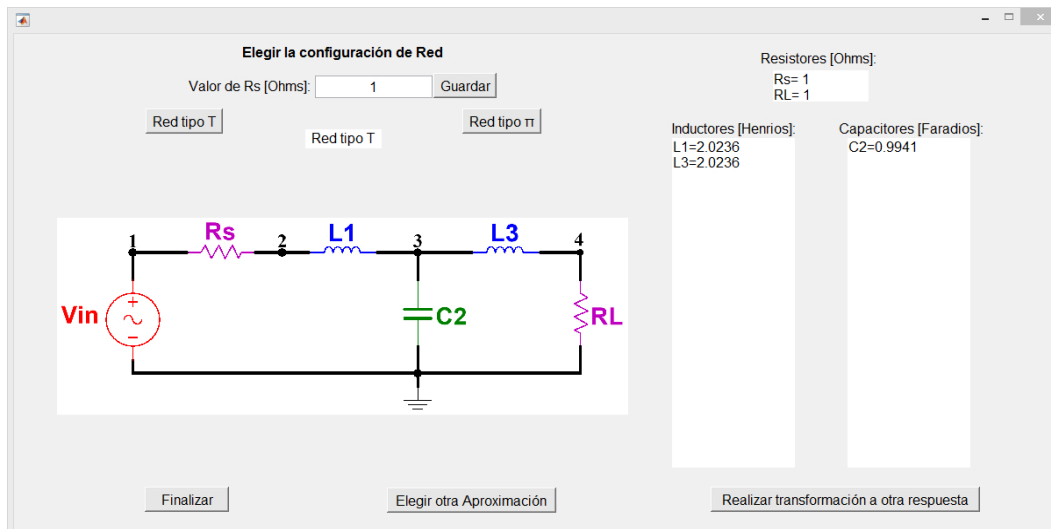 Elegir la configuración de Red
Valor de Rs [Ohms]: 1 Guardar
Red tipo T
Red tipo π
Red tipo T
Resistores [Ohms]:
Rs= 1
RL= 1
Inductores [Henrios]:
L1=2.0236
L3=2.0236
Capacitores [Faradios]:
C2=0.9941
1 Rs 2 L1 3 L3 4
Vin
C2
RL
Finalizar
Elegir otra Aproximación
Realizar transformación a otra respuesta